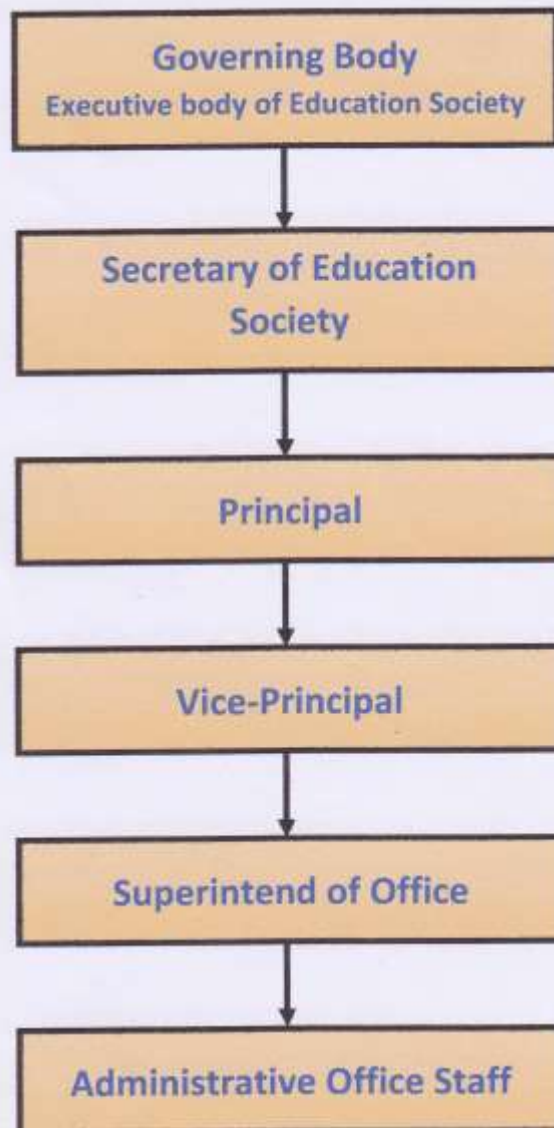 Governing Body
Executive body of Education Society
Secretary of Education
Society
Principal
Vice-Principal
Superintend of Office
Administrative Office Staff